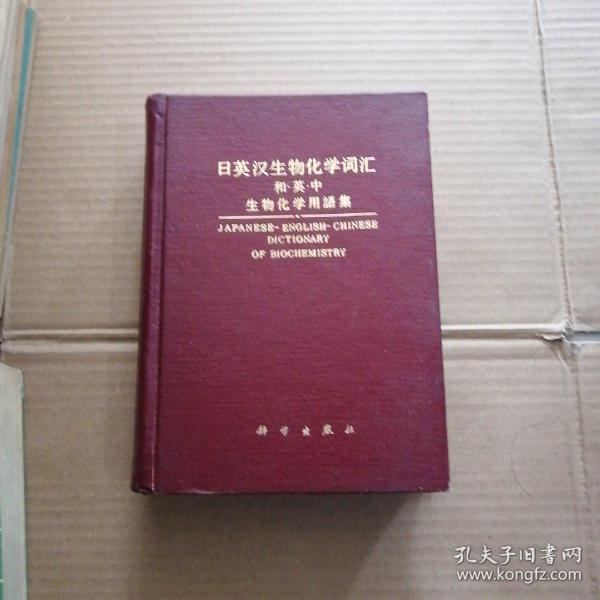 日英汉生物化学词汇
和·英·中
生物化学用語集
JAPANESE-ENGLISH-CHINESE
DICTIONARY
OF BIOCHEMISTRY
科学出版社
孔夫子旧书网
www.kongfz.com